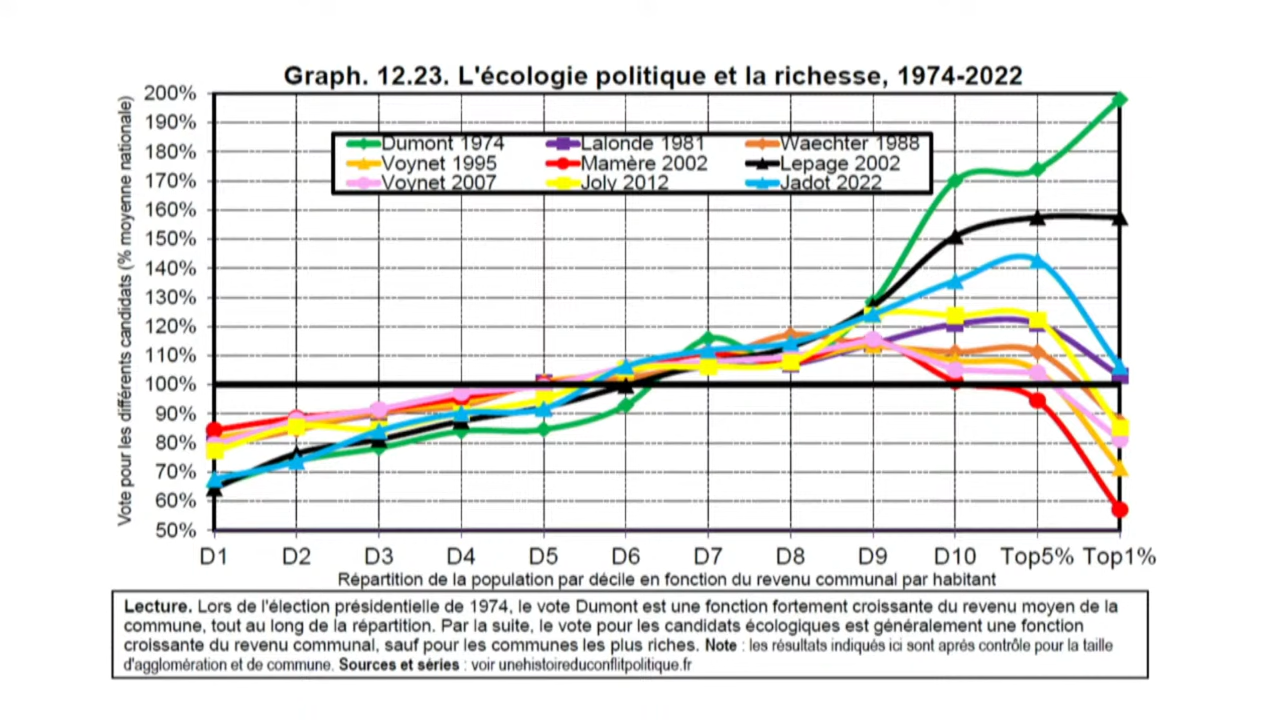 Graph. 12.23. L'écologie politique et la richesse, 1974-2022
Vote pour les différents candidats (% moyenne nationale)
200%
190%
180%
170%
160%
150%
140%
130%
120%
110%
100%
90%
80%
70%
60%
50%
Dumont 1974 Lalonde 1981 Waechter 1988
Voynet 1995 Mamère 2002 Lepage 2002
Voynet 2007 Joly 2012 Jadot 2022
D1 D2 D3 D4 D5 D6 D7 D8 D9 D10 Top5% Top1%
Répartition de la population par décile en fonction du revenu communal par habitant
Lecture. Lors de l'élection présidentielle de 1974, le vote Dumont est une fonction fortement croissante du revenu moyen de la
commune, tout au long de la répartition. Par la suite, le vote pour les candidats écologiques est généralement une fonction
croissante du revenu communal, sauf pour les communes les plus riches. Note : les résultats indiqués ici sont après contrôle pour la taille
d'agglomération et de commune. Sources et séries : voir unehistoireduconflitpolitique.fr